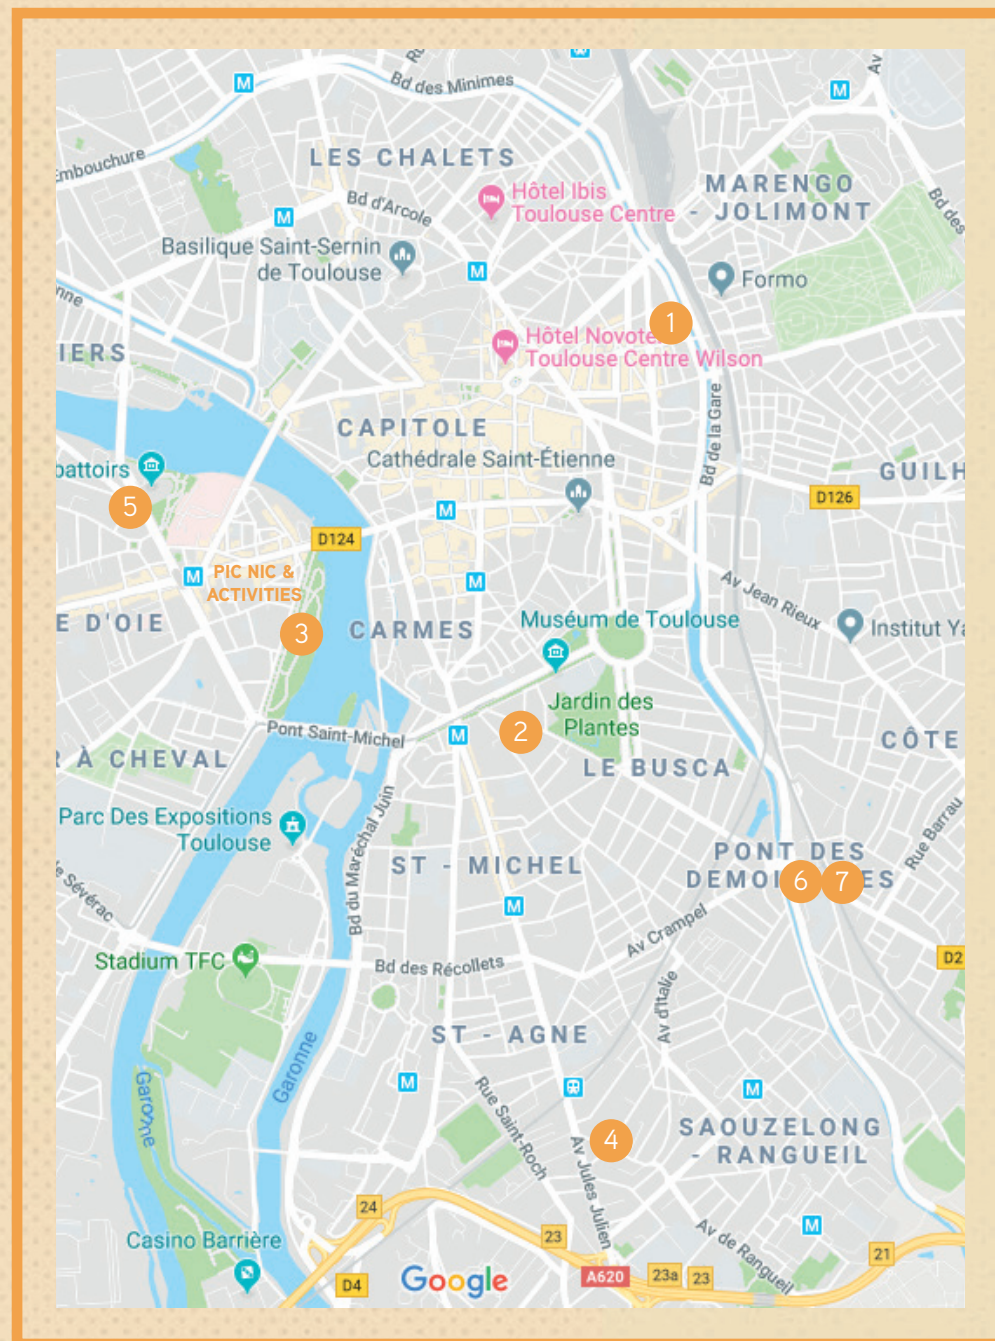 Bd des Minimes
M
M
Av
Embouchure
LES CHALETS
Hôtel Ibis
Toulouse Centre
MARENGO
- JOLIMONT
Bd d'Arcole
M
Bd des
Basilique Saint-Sernin
de Toulouse
M
Formo
nne
1
Hôtel Novote
Toulouse Centre Wilson
IERS
CAPITOLE
Cathédrale Saint-Étienne
Bd de la Gare
battoirs
GUILH
5
D126
M
D124
M
PIC NIC &
ACTIVITIES
M
Av Jean Rieux
E D'OIE
3
CARMES
Muséum de Toulouse
Institut Ya
Jardin des
Plantes
Pont Saint-Michel
M
2
CÔTE
R À CHEVAL
LE BUSCA
Parc Des Expositions
Toulouse
Bd du Maréchal Juin
ST - MICHEL
PONT DES
DEMOI
6
7
ES
Rue Barrau
e Sévérac
M
Av Crampel
Stadium TFC
Bd des Récollets
D2
Av d'Italie
ST - AGNE
Garonne
Garonne
M
M
Rue Saint-Roch
4
SAOUZELONG
- RANGUEIL
Av Jules Julien
24
Av de Rangueil
M
23
21
Casino Barrière
D4
Google
A620
23a
23